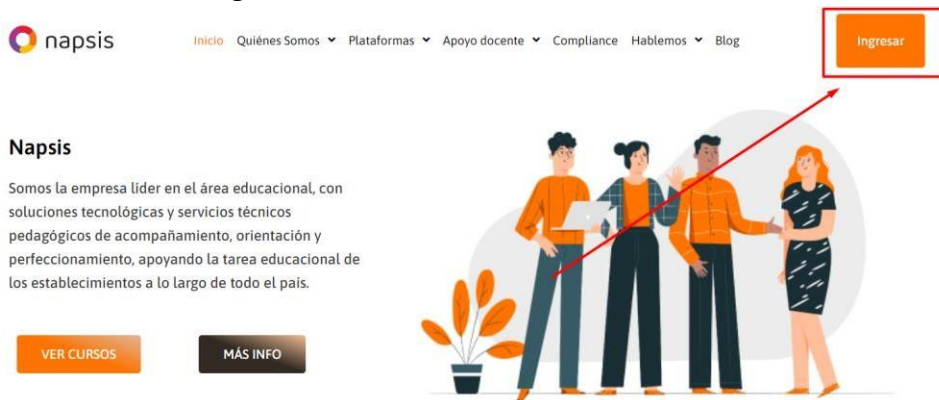 napsis
Inicio Quiénes Somos Plataformas Apoyo docente Compliance Hablemos Blog
Ingresar
Napsis
Somos la empresa líder en el área educacional, con
soluciones tecnológicas y servicios técnicos
pedagógicos de acompañamiento, orientación y
perfeccionamiento, apoyando la tarea educacional de
los establecimientos a lo largo de todo el país.
VER CURSOS
MÁS INFO